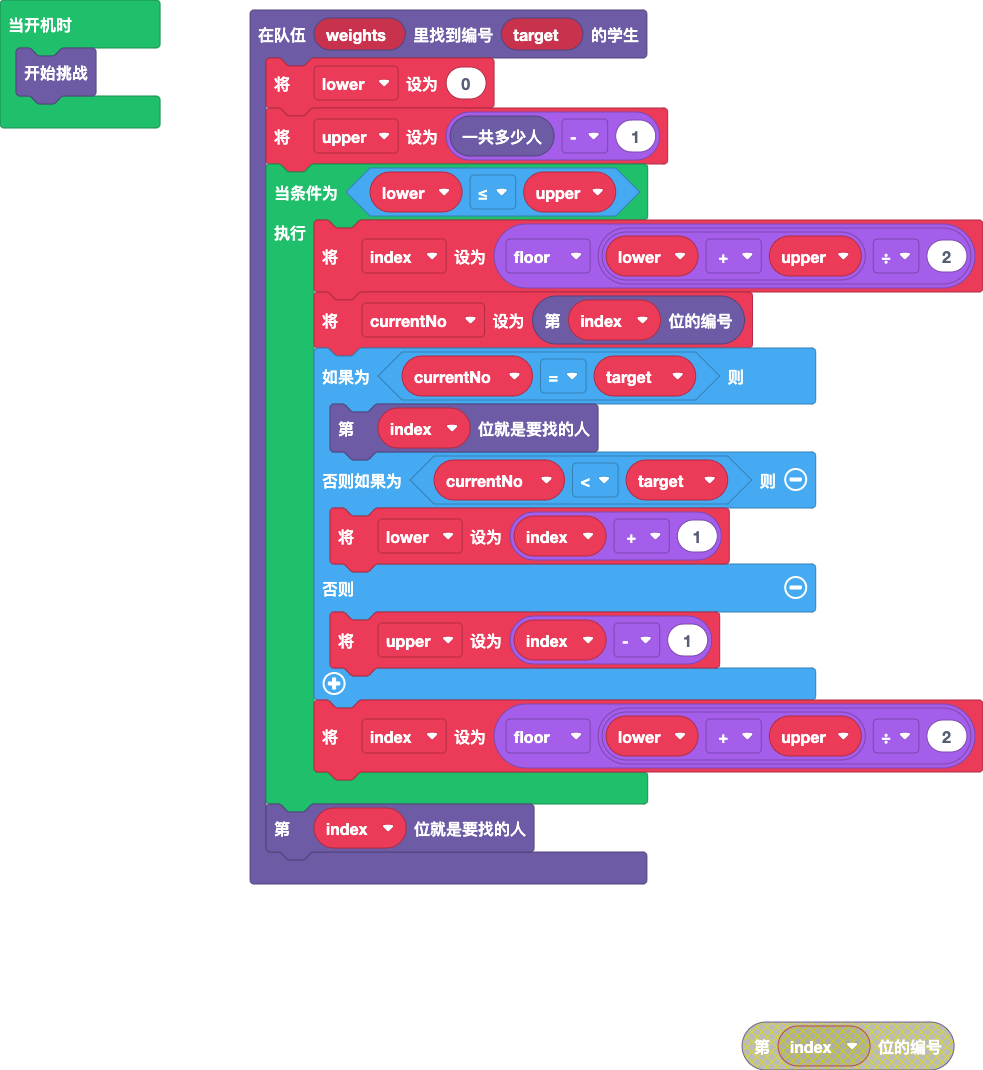 当开机时
开始挑战
在队伍 weights 里找到编号 target 的学生
将 lower 设为 0
将 upper 设为 一共多少人 - 1
当条件为 lower ≤ upper
执行
将 index 设为 floor lower + upper ÷ 2
将 currentNo 设为 第 index 位的编号
如果为 currentNo = target 则
第 index 位就是要找的人
否则如果为 currentNo < target 则
将 lower 设为 index + 1
否则
将 upper 设为 index - 1
将 index 设为 floor lower + upper ÷ 2
第 index 位就是要找的人
第 index 位的编号